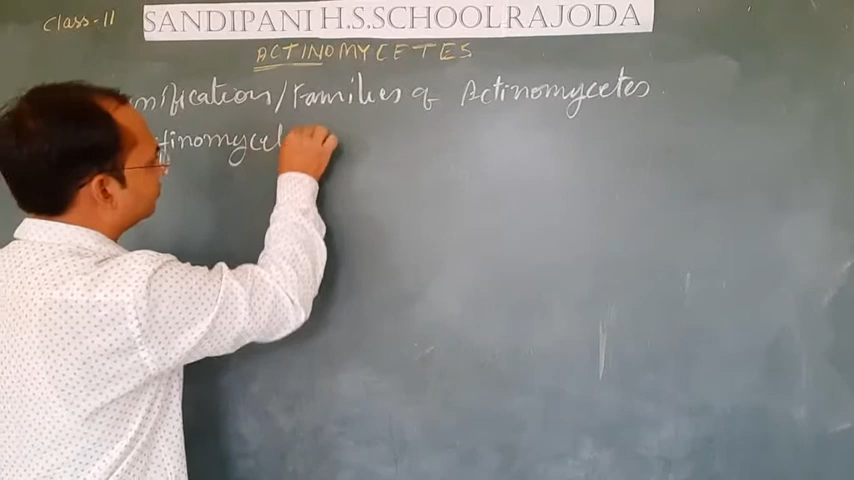 Class-11
SANDIPANI H.S.SCHOOL RAJODA
ACTINOMYCETES
/Families of Actinomycetes